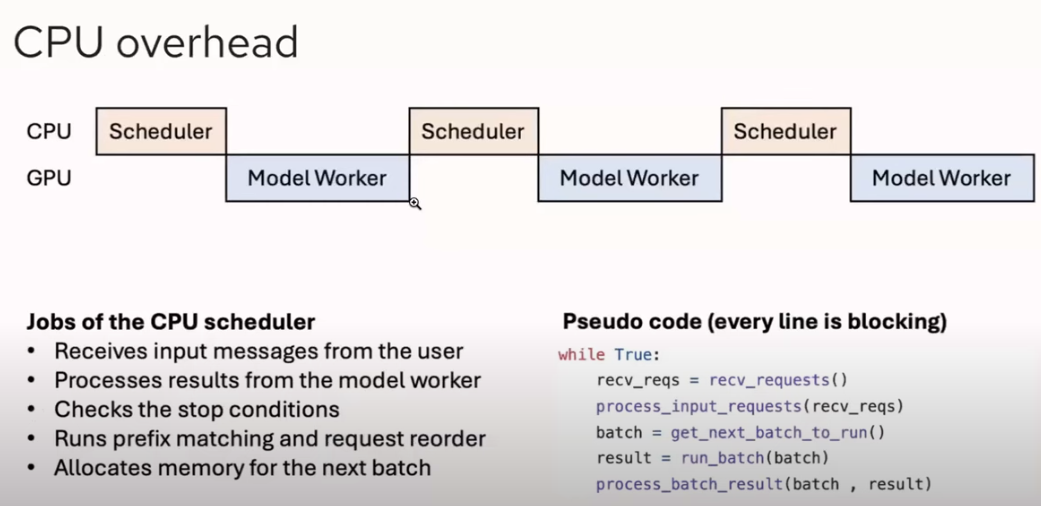 CPU overhead
CPU
Scheduler
Scheduler
Scheduler
GPU
Model Worker
Model Worker
Model Worker
Jobs of the CPU scheduler
• Receives input messages from the user
• Processes results from the model worker
• Checks the stop conditions
• Runs prefix matching and request reorder
• Allocates memory for the next batch
Pseudo code (every line is blocking)
while True:
    recv_reqs = recv_requests()
    process_input_requests(recv_reqs)
    batch = get_next_batch_to_run()
    result = run_batch(batch)
    process_batch_result(batch , result)